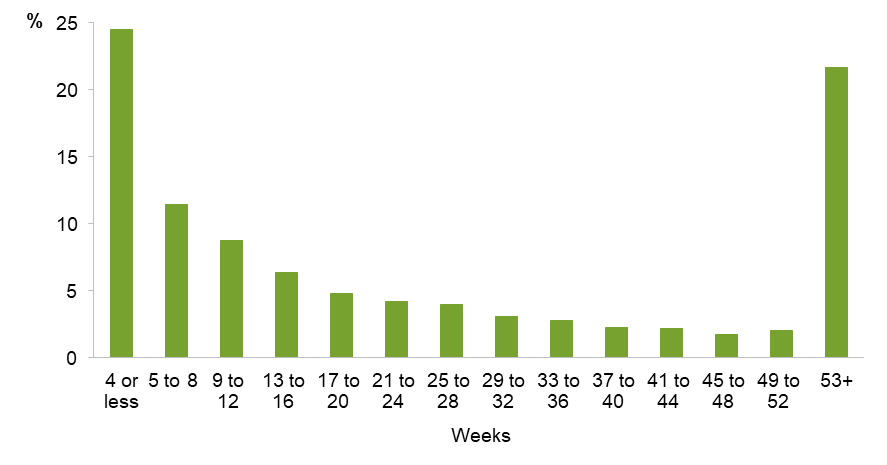 %
25
20
15
10
5
0
4 or less
5 to 8
9 to 12
13 to 16
17 to 20
21 to 24
25 to 28
29 to 32
33 to 36
37 to 40
41 to 44
45 to 48
49 to 52
53+
Weeks